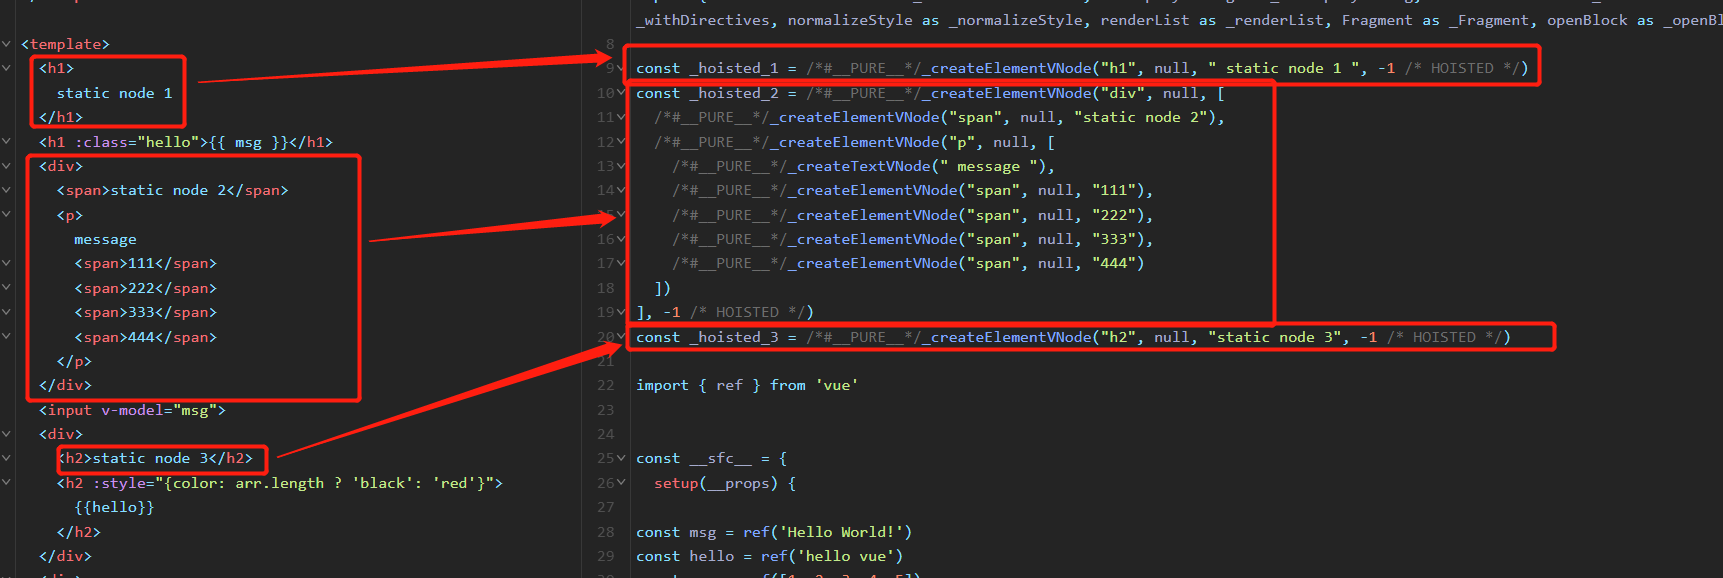 <template>
<h1>
static node 1
</h1>
<h1 :class="hello">{{ msg }}</h1>
<div>
<span>static node 2</span>
<p>
message
<span>111</span>
<span>222</span>
<span>333</span>
<span>444</span>
</p>
</div>
<input v-model="msg">
<div>
<h2>static node 3</h2>
<h2 :style="{color: arr.length ? 'black': 'red'}">
{{hello}}
</h2>
</div>
_withDirectives, normalizeStyle as _normalizeStyle, renderList as _renderList, Fragment as _Fragment, openBlock as _openBl
8
9 const _hoisted_1 = /*#__PURE__*/_createElementVNode("h1", null, " static node 1 ", -1 /* HOISTED */)
10 const _hoisted_2 = /*#__PURE__*/_createElementVNode("div", null, [
11 /*#__PURE__*/_createElementVNode("span", null, "static node 2"),
12 /*#__PURE__*/_createElementVNode("p", null, [
13 /*#__PURE__*/_createTextVNode(" message "),
14 /*#__PURE__*/_createElementVNode("span", null, "111"),
/*#__PURE__*/_createElementVNode("span", null, "222"),
16 /*#__PURE__*/_createElementVNode("span", null, "333"),
17 /*#__PURE__*/_createElementVNode("span", null, "444")
18 ])
19 ], -1 /* HOISTED */)
20 const _hoisted_3 = /*#__PURE__*/_createElementVNode("h2", null, "static node 3", -1 /* HOISTED */)
21
22 import { ref } from 'vue'
23
24
25 const __sfc__ = {
26 setup(__props) {
27
28 const msg = ref('Hello World!')
29 const hello = ref('hello vue')